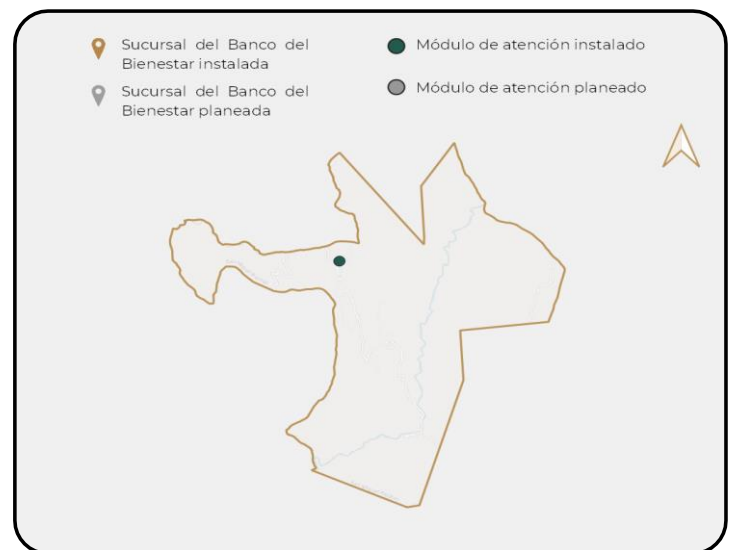 Sucursal del Banco del
Bienestar instalada
Sucursal del Banco del
Bienestar planeada
Módulo de atención instalado
Módulo de atención planeado